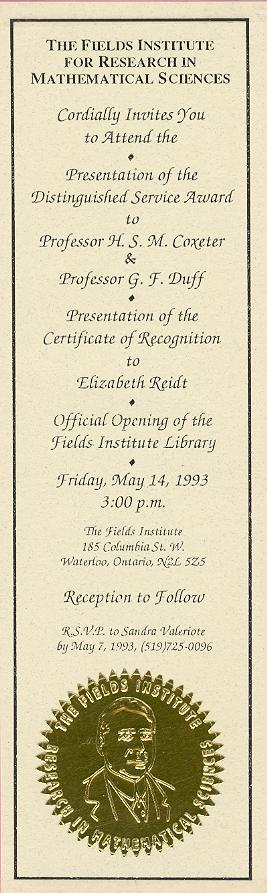 THE FIELDS INSTITUTE
FOR RESEARCH IN
MATHEMATICAL SCIENCES
Cordially Invites You
to Attend the
♦
Presentation of the
Distinguished Service Award
to
Professor H. S. M. Coxeter
&
Professor G. F. Duff
♦
Presentation of the
Certificate of Recognition
to
Elizabeth Reidt
♦
Official Opening of the
Fields Institute Library
♦
Friday, May 14, 1993
3:00 p.m.
The Fields Institute
185 Columbia St. W.
Waterloo, Ontario, N2L 5Z5
Reception to Follow
R.S.V.P. to Sandra Valeriote
by May 7, 1993, (519)725-0096
THE FIELDS INSTITUTE
RESEARCH IN MATHEMATICAL SCIENCES